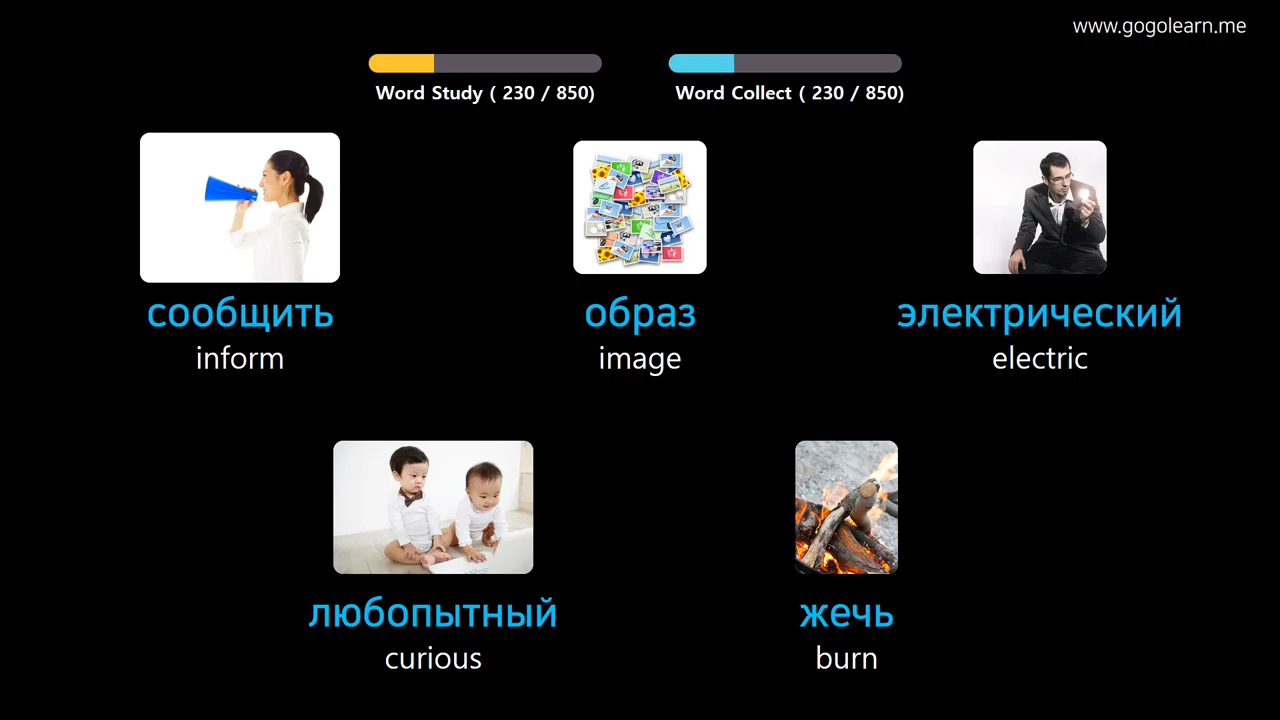 www.gogolearn.me
Word Study ( 230 / 850)
Word Collect ( 230 / 850)
сообщить
inform
образ
image
электрический
electric
любопытный
curious
жечь
burn